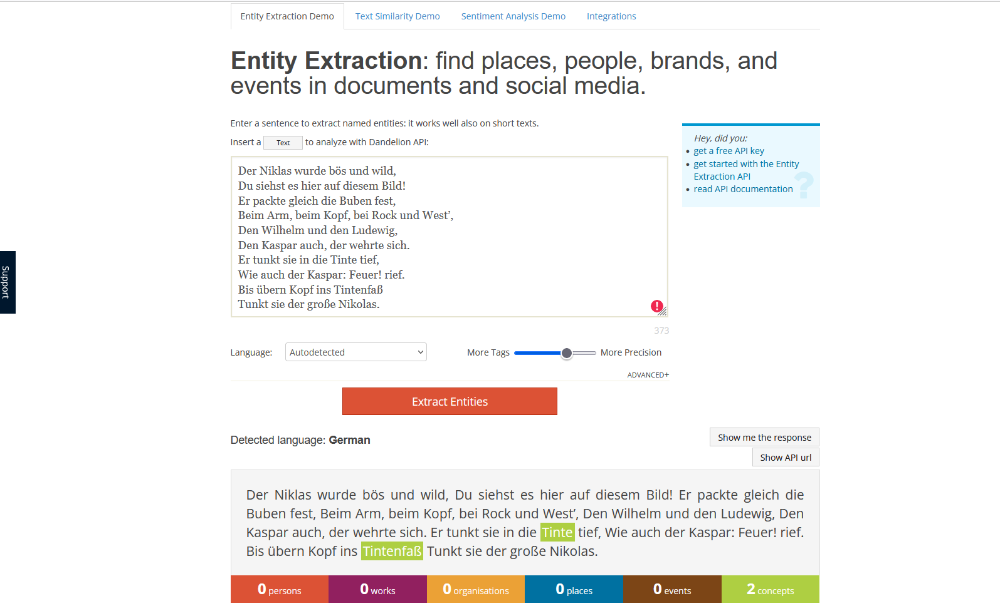 Entity Extraction Demo
Text Similarity Demo
Sentiment Analysis Demo
Integrations
Entity Extraction: find places, people, brands, and
events in documents and social media.
Enter a sentence to extract named entities: it works well also on short texts.
Insert a Text to analyze with Dandelion API:
Der Niklas wurde bös und wild,
Du siehst es hier auf diesem Bild!
Er packte gleich die Buben fest,
Beim Arm, beim Kopf, bei Rock und West’,
Den Wilhelm und den Ludewig,
Den Kaspar auch, der wehrte sich.
Er tunkt sie in die Tinte tief,
Wie auch der Kaspar: Feuer! rief.
Bis übern Kopf ins Tintenfaß
Tunkt sie der große Nikolas.
!
373
Hey, did you:
get a free API key
get started with the Entity
Extraction API
read API documentation
?
Support
Language: Autodetected
More Tags More Precision
ADVANCED+
Extract Entities
Detected language: German
Show me the response
Show API url
Der Niklas wurde bös und wild, Du siehst es hier auf diesem Bild! Er packte gleich die
Buben fest, Beim Arm, beim Kopf, bei Rock und West’, Den Wilhelm und den Ludewig, Den
Kaspar auch, der wehrte sich. Er tunkt sie in die Tinte tief, Wie auch der Kaspar: Feuer! rief.
Bis übern Kopf ins Tintenfaß Tunkt sie der große Nikolas.
0 persons
0 works
0 organisations
0 places
0 events
2 concepts